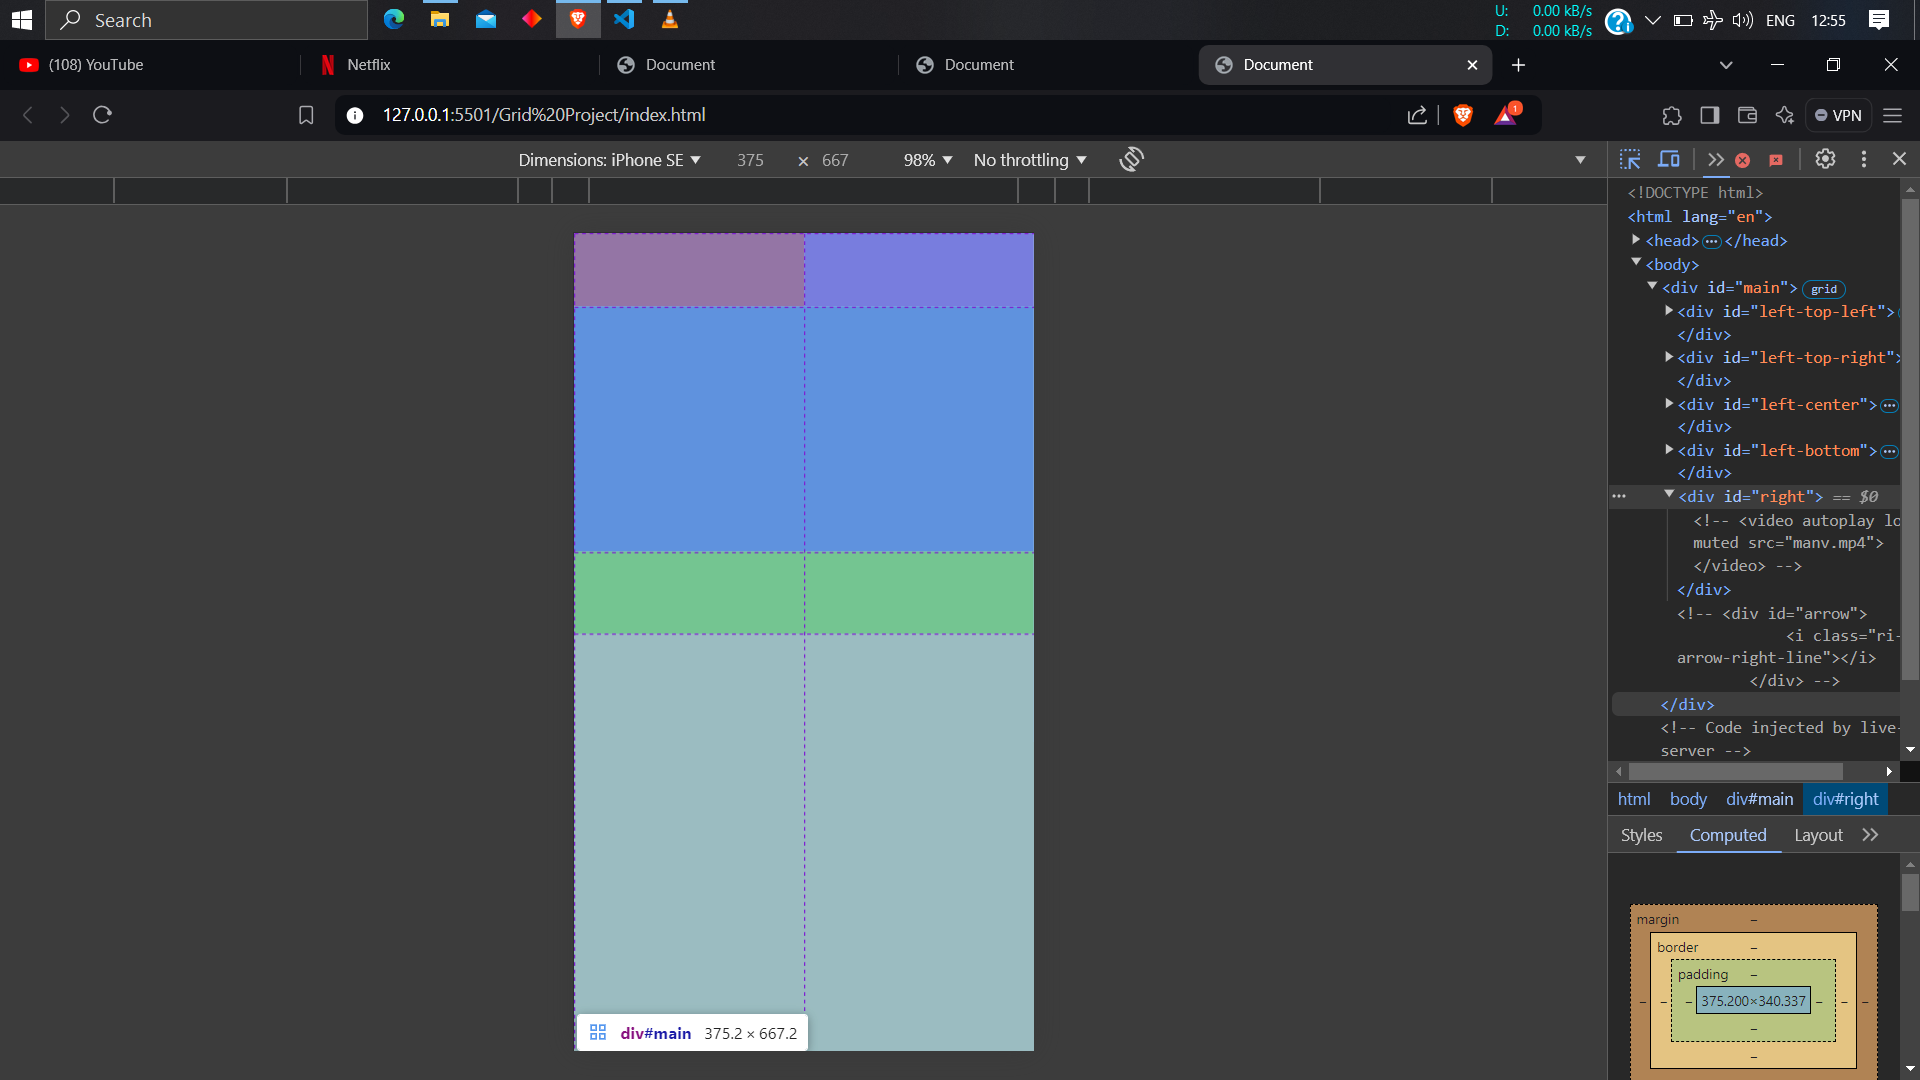 Search
U: 0.00 kB/s
D: 0.00 kB/s
ENG 12:55
(108) YouTube
Netflix
Document
Document
Document
127.0.0.1:5501/Grid%20Project/index.html
1
VPN
Dimensions: iPhone SE 375 × 667 98% No throttling
<!DOCTYPE html>
<html lang="en">
<head> ••• </head>
<body>
<div id="main"> grid
<div id="left-top-left">
</div>
<div id="left-top-right">
</div>
<div id="left-center"> •••
</div>
<div id="left-bottom"> •••
</div>
••• <div id="right"> == $0
<!-- <video autoplay lo
muted src="manv.mp4">
</video> -->
</div>
<!-- <div id="arrow">
<i class="ri-
arrow-right-line"></i>
</div> -->
</div>
<!-- Code injected by live-
server -->
html body div#main div#right
Styles Computed Layout
margin –
border –
padding –
– – – 375.200×340.337 – – –
–
–
div#main 375.2 × 667.2